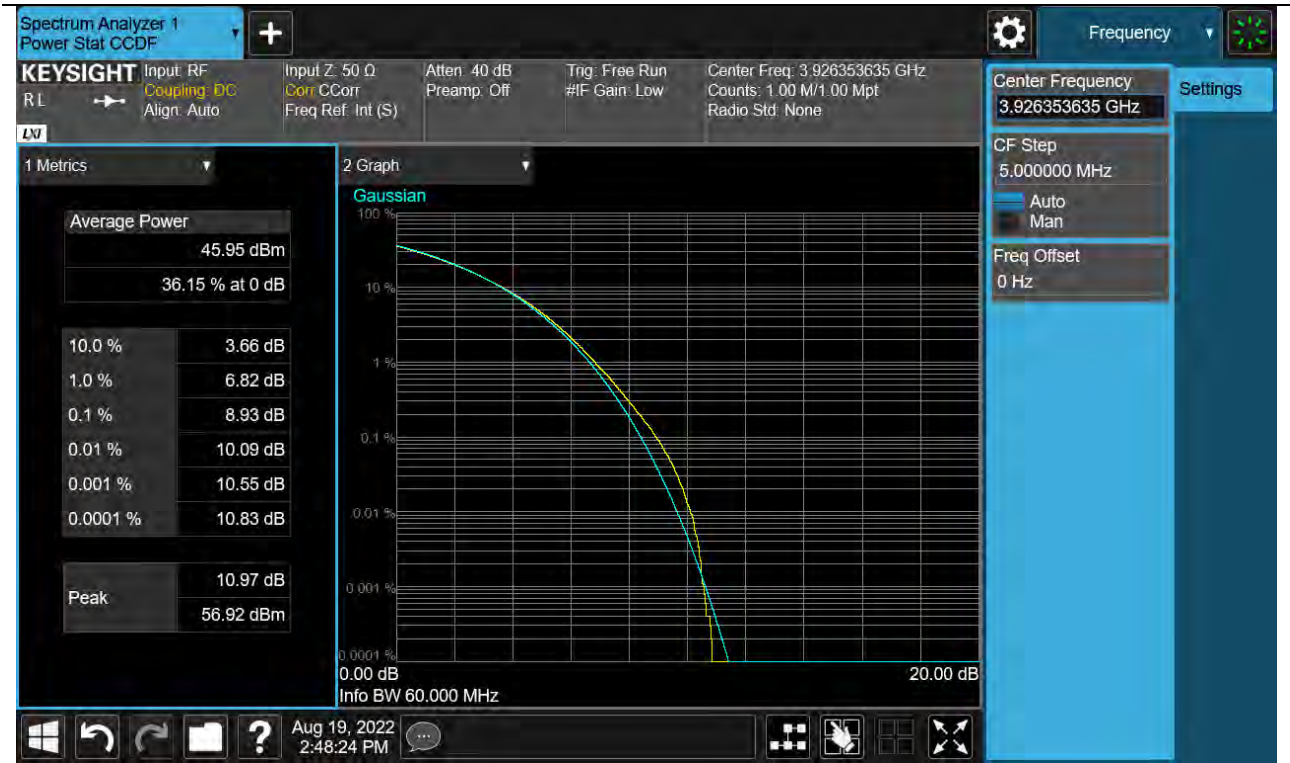 Spectrum Analyzer 1
Power Stat CCDF
+
Frequency
KEYSIGHT
RL
LXI
Input: RF
Coupling: DC
Align: Auto
Input Z: 50 Ω
Corr CCorr
Freq Ref: Int (S)
Atten: 40 dB
Preamp: Off
Trig: Free Run
#IF Gain: Low
Center Freq: 3.926353635 GHz
Counts: 1.00 M/1.00 Mpt
Radio Std: None
Center Frequency
3.926353635 GHz
Settings
CF Step
5.000000 MHz
Auto
Man
Freq Offset
0 Hz
1 Metrics
Average Power
45.95 dBm
36.15 % at 0 dB
10.0 % 3.66 dB
1.0 % 6.82 dB
0.1 % 8.93 dB
0.01 % 10.09 dB
0.001 % 10.55 dB
0.0001 % 10.83 dB
Peak
10.97 dB
56.92 dBm
2 Graph
Gaussian
100 %
10 %
1 %
0.1 %
0.01 %
0.001 %
0.0001 %
0.00 dB 20.00 dB
Info BW 60.000 MHz
?
Aug 19, 2022
2:48:24 PM